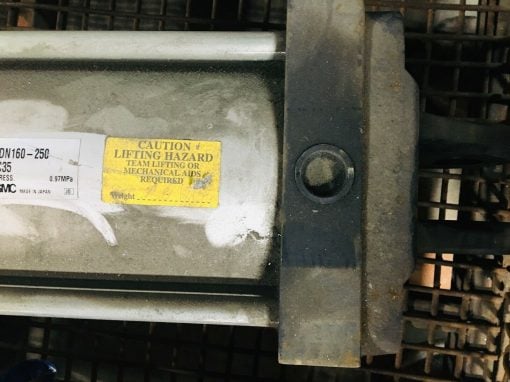 DN160-250
C35
PRESS. 0.97MPa
SMC MADE IN JAPAN
CAUTION
LIFTING HAZARD
TEAM LIFTING OR
MECHANICAL AIDS
REQUIRED
Weight